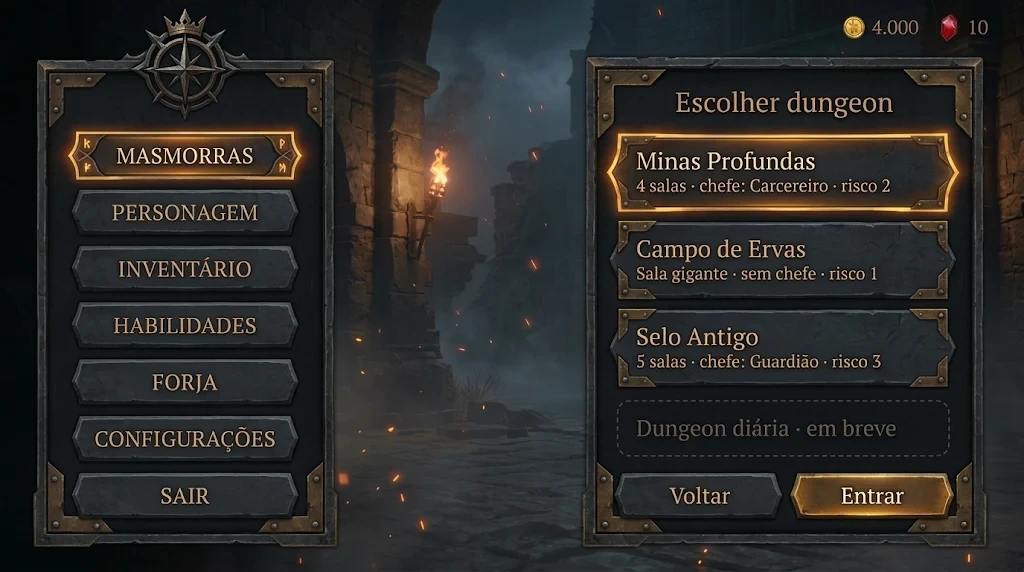 4.000
10
MASMORRAS
PERSONAGEM
INVENTÁRIO
HABILIDADES
FORJA
CONFIGURAÇÕES
SAIR
Escolher dungeon
Minas Profundas
4 salas · chefe: Carcereiro · risco 2
Campo de Ervas
Sala gigante · sem chefe · risco 1
Selo Antigo
5 salas · chefe: Guardião · risco 3
Dungeon diária · em breve
Voltar
Entrar